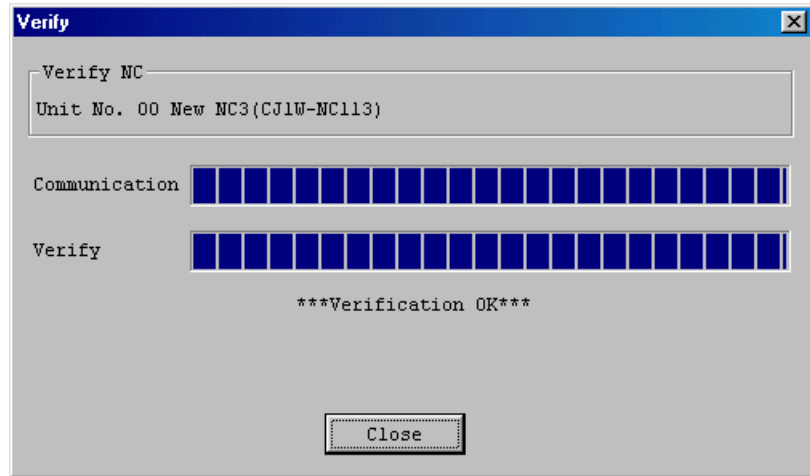 Verify
Verify NC
Unit No. 00 New NC3(CJ1W-NC113)
Communication
Verify
***Verification OK***
Close